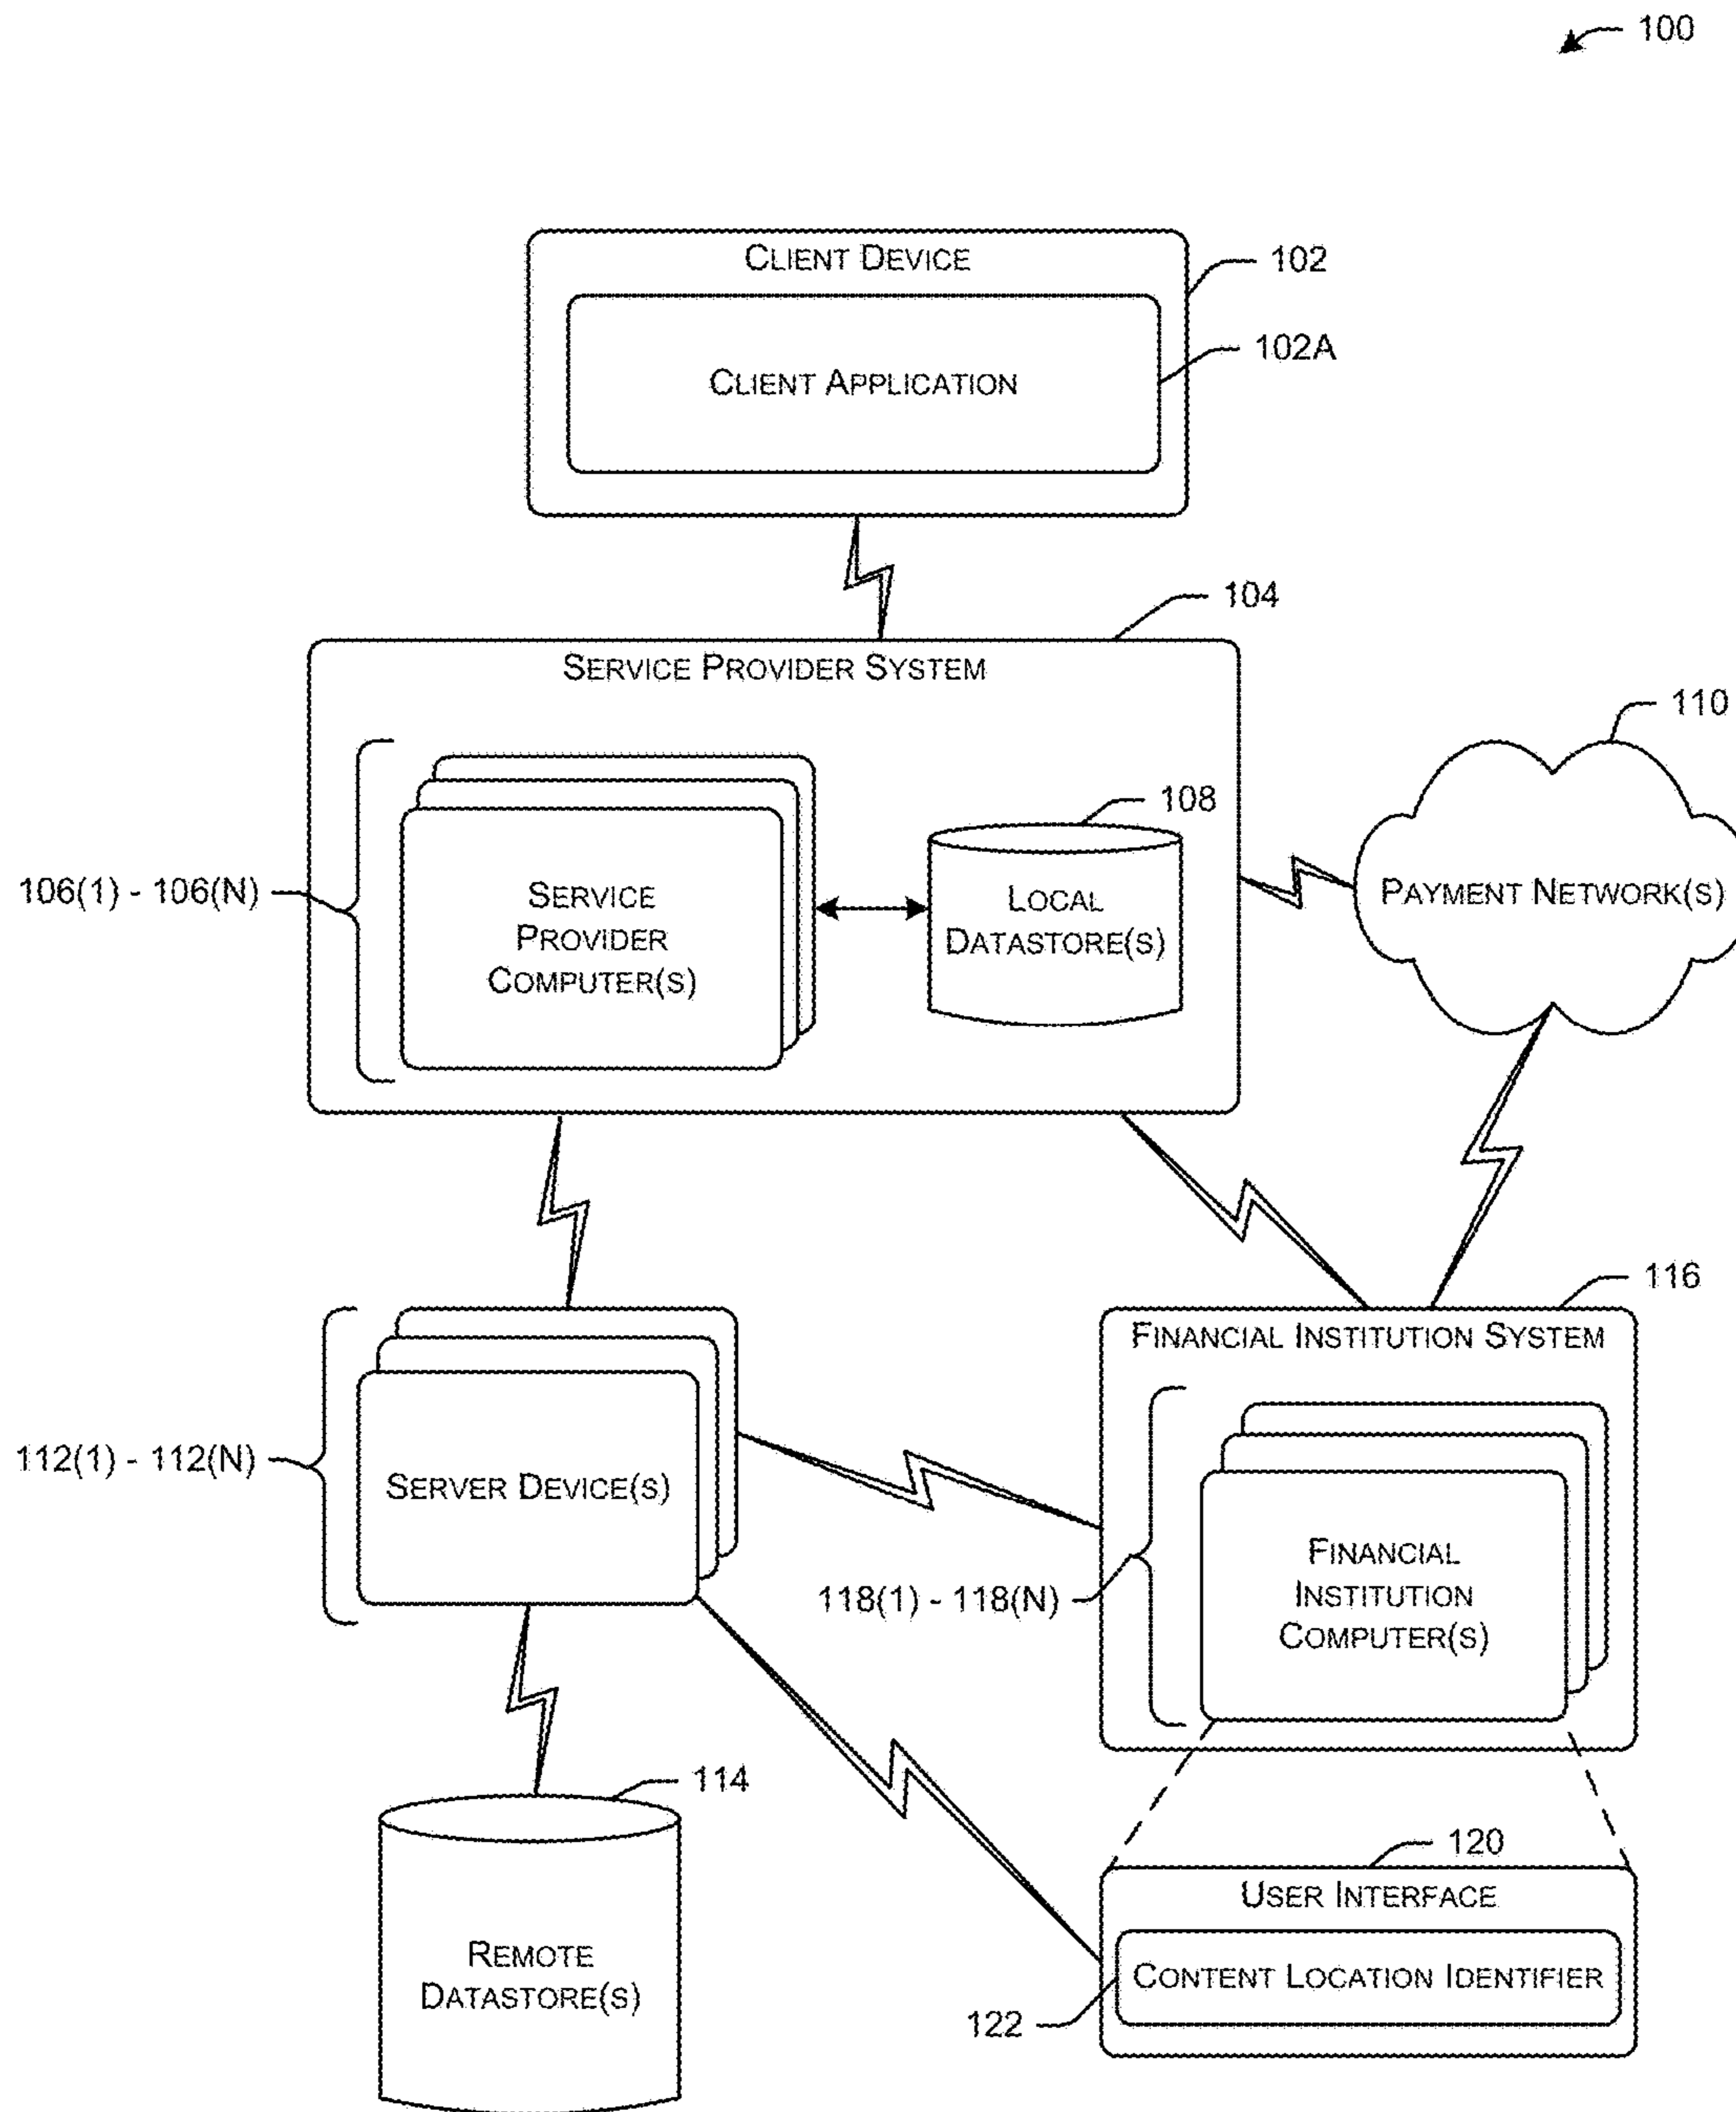 100
CLIENT DEVICE
102
102A
CLIENT APPLICATION
104
SERVICE PROVIDER SYSTEM
110
108
106(1) - 106(N)
SERVICE
PROVIDER
COMPUTER(S)
LOCAL
DATASTORE(S)
PAYMENT NETWORK(S)
116
FINANCIAL INSTITUTION SYSTEM
112(1) - 112(N)
SERVER DEVICE(S)
118(1) - 118(N)
FINANCIAL
INSTITUTION
COMPUTER(S)
114
120
USER INTERFACE
REMOTE
DATASTORE(S)
CONTENT LOCATION IDENTIFIER
122